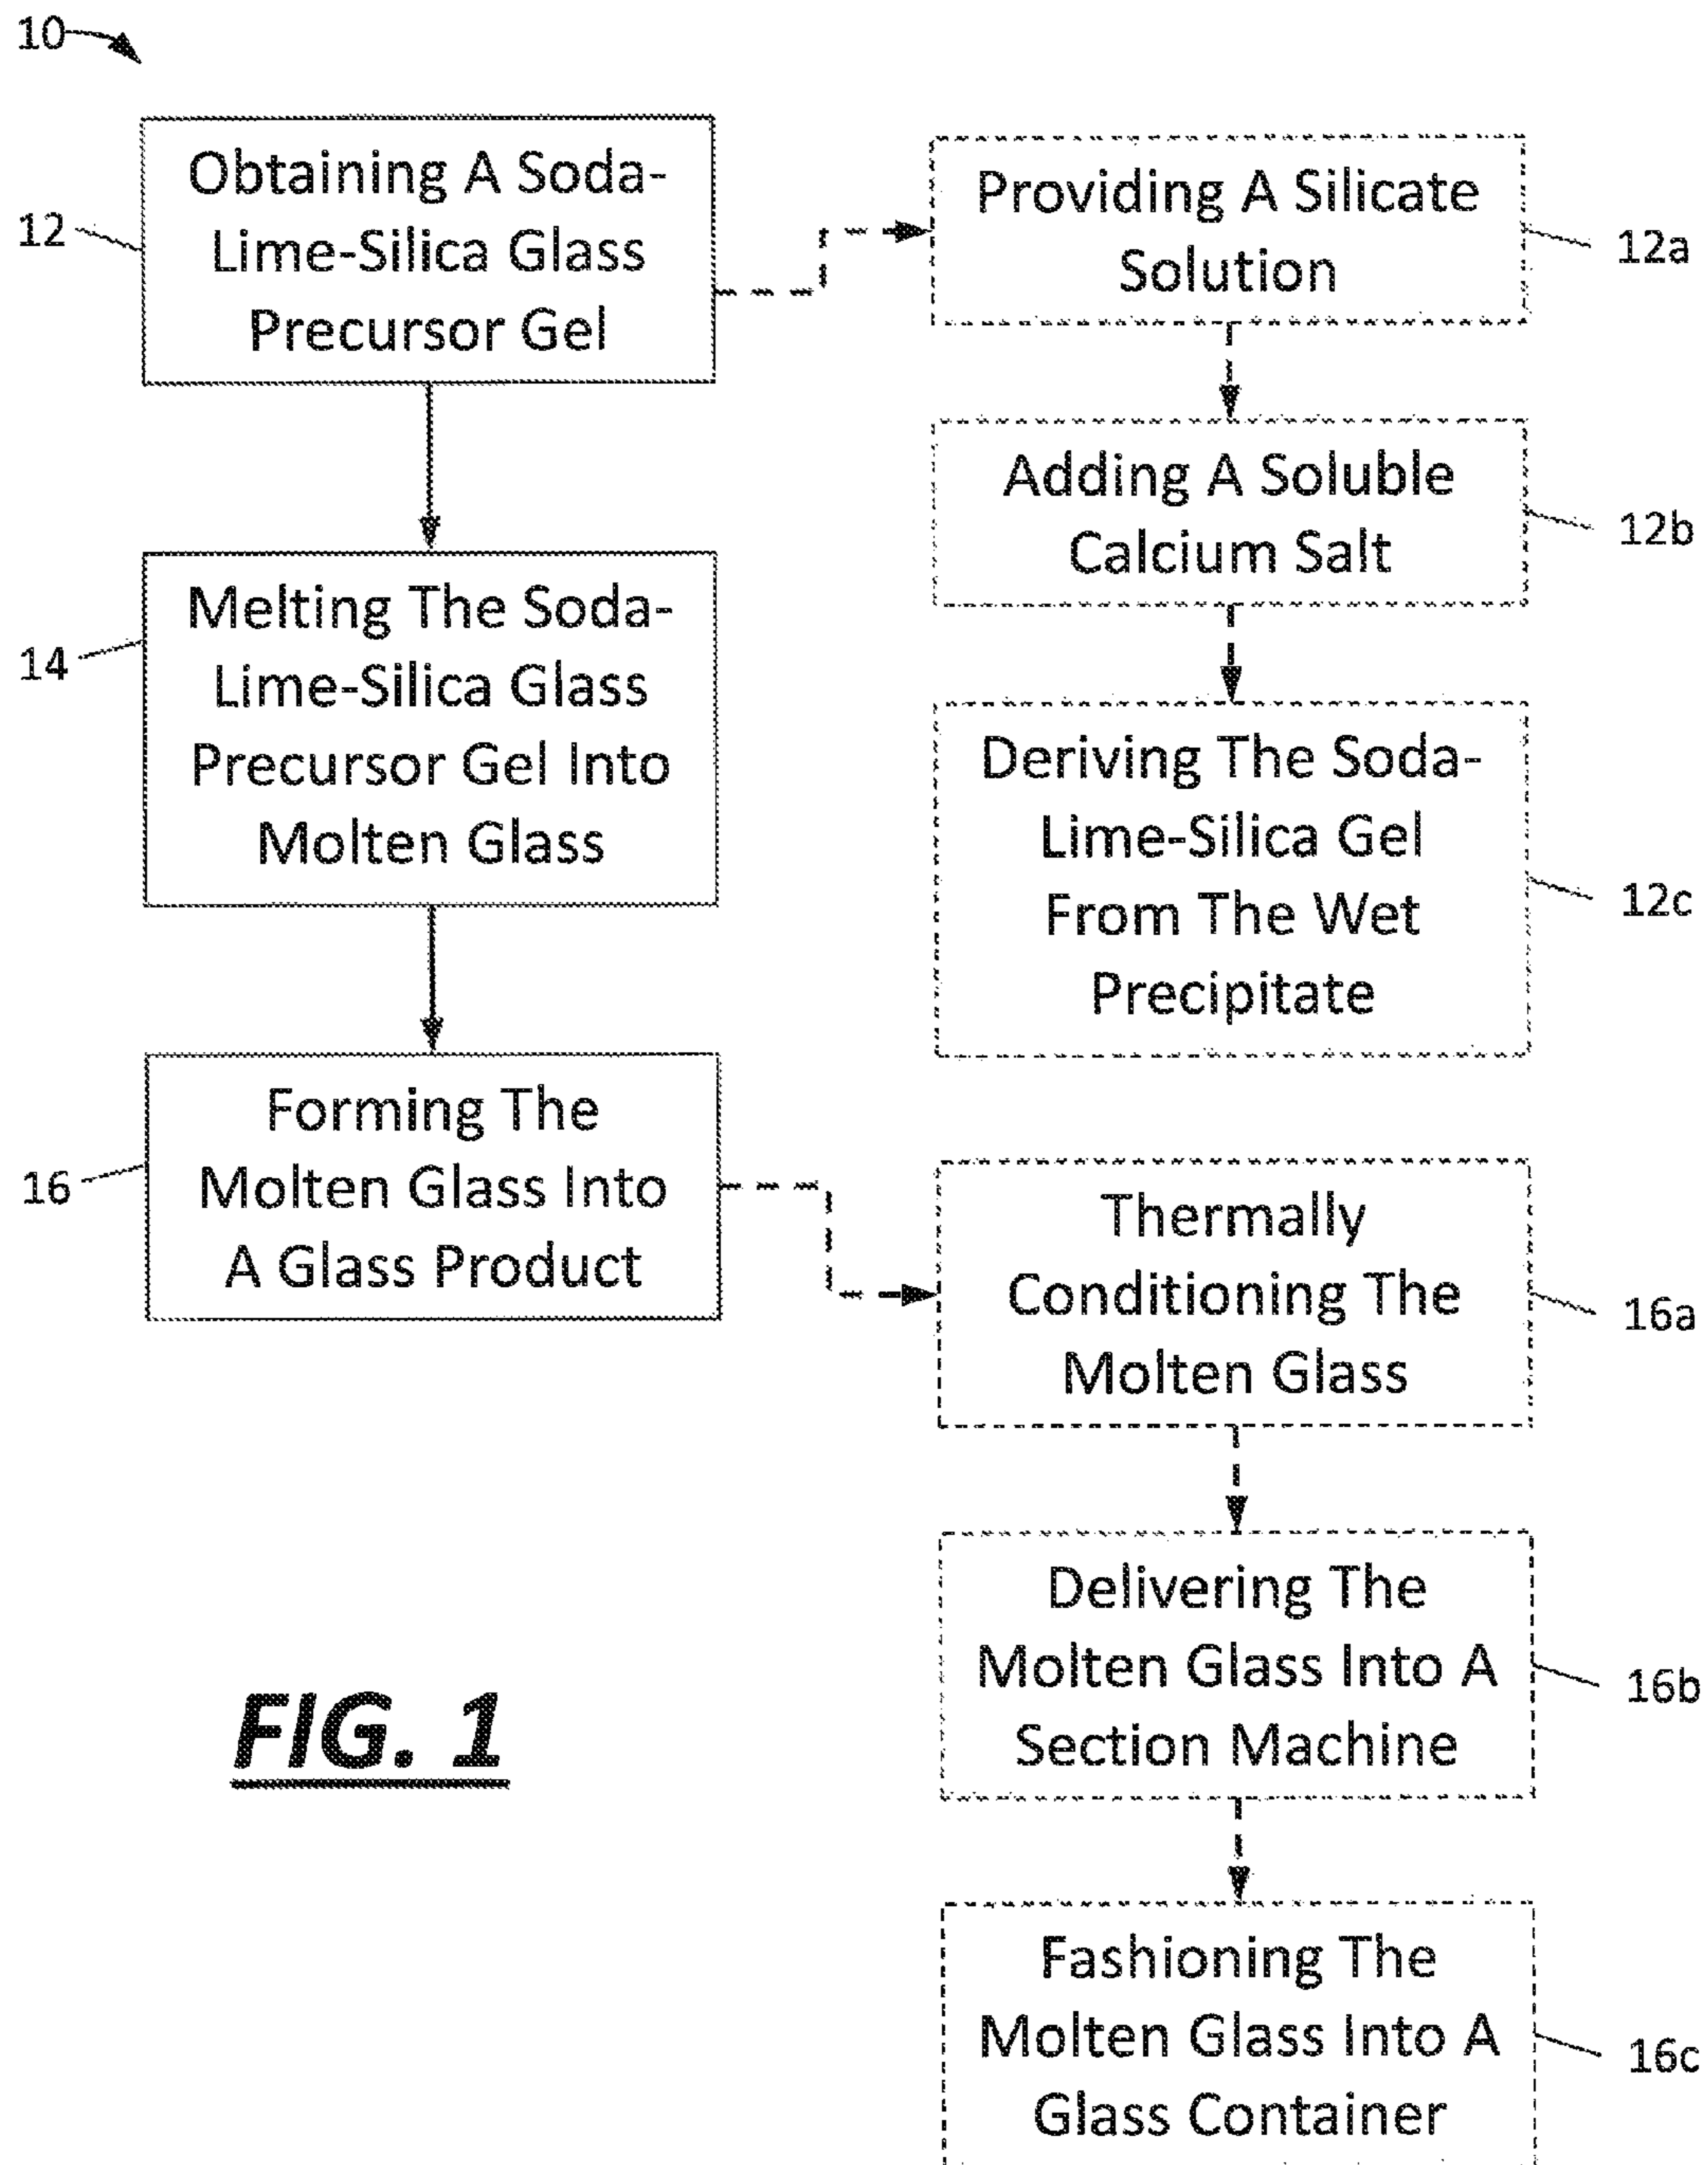 10
12
Obtaining A Soda-
Lime-Silica Glass
Precursor Gel
14
Melting The Soda-
Lime-Silica Glass
Precursor Gel Into
Molten Glass
16
Forming The
Molten Glass Into
A Glass Product
Providing A Silicate
Solution
12a
Adding A Soluble
Calcium Salt
12b
Deriving The Soda-
Lime-Silica Gel
From The Wet
Precipitate
12c
Thermally
Conditioning The
Molten Glass
16a
Delivering The
Molten Glass Into A
Section Machine
16b
Fashioning The
Molten Glass Into A
Glass Container
16c
FIG. 1